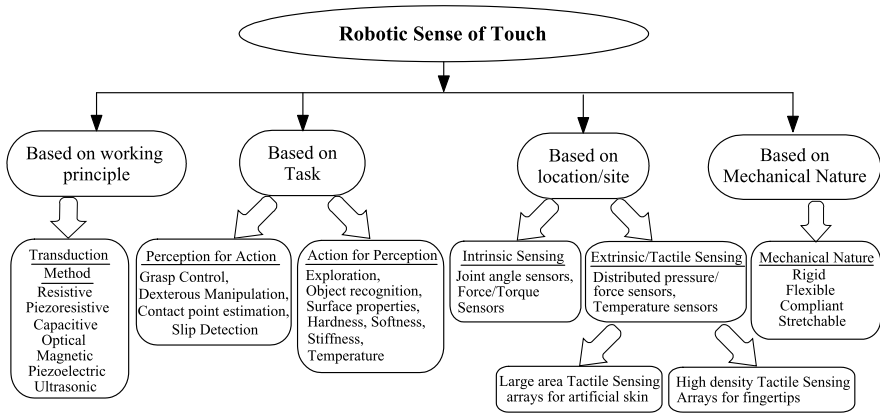 Robotic Sense of Touch
Based on working
principle
Based on
Task
Based on
location/site
Based on
Mechanical Nature
Transduction
Method
Resistive
Piezoresistive
Capacitive
Optical
Magnetic
Piezoelectric
Ultrasonic
Perception for Action
Grasp Control,
Dexterous Manipulation,
Contact point estimation,
Slip Detection
Action for Perception
Exploration,
Object recognition,
Surface properties,
Hardness, Softness,
Stiffness,
Temperature
Intrinsic Sensing
Joint angle sensors,
Force/Torque
Sensors
Extrinsic/Tactile Sensing
Distributed pressure/
force sensors,
Temperature sensors
Mechanical Nature
Rigid
Flexible
Compliant
Stretchable
Large area Tactile Sensing
arrays for artificial skin
High density Tactile Sensing
Arrays for fingertips